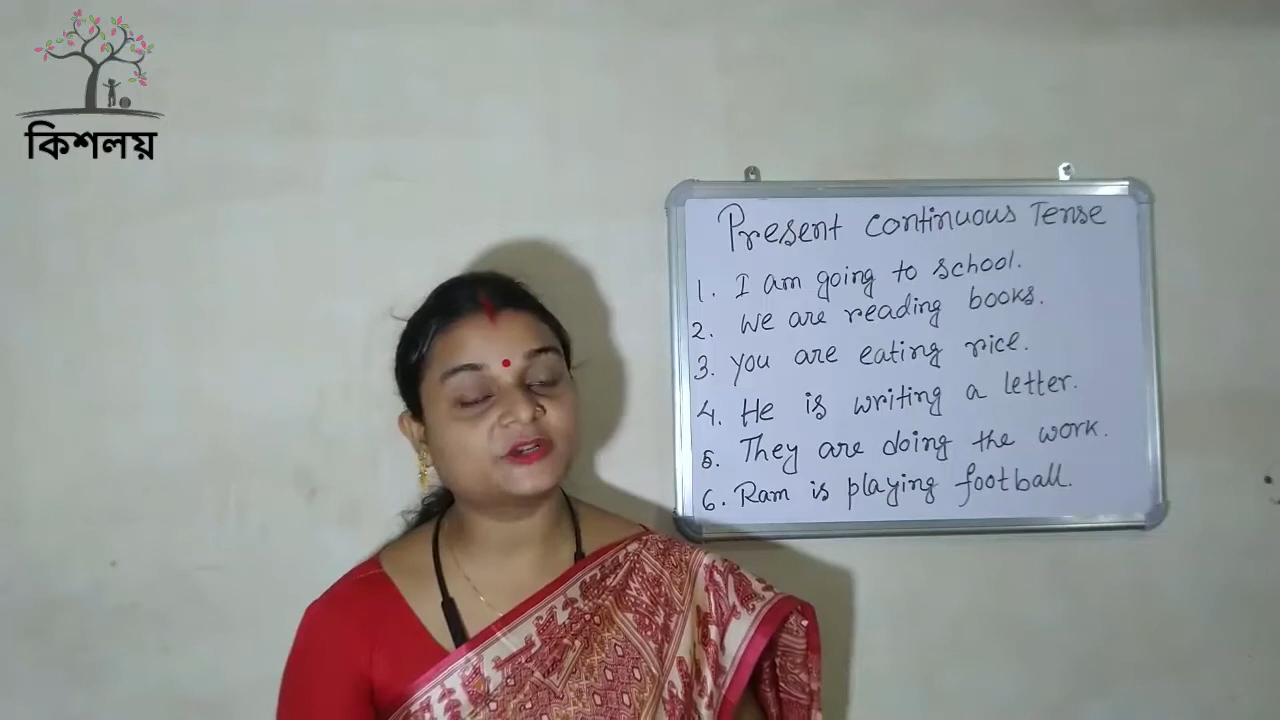 কিশলয়
Present continuous Tense
1. I am going to school.
2. We are reading books.
3. you are eating rice.
4. He is writing a letter.
5. They are doing the work.
6. Ram is playing football.